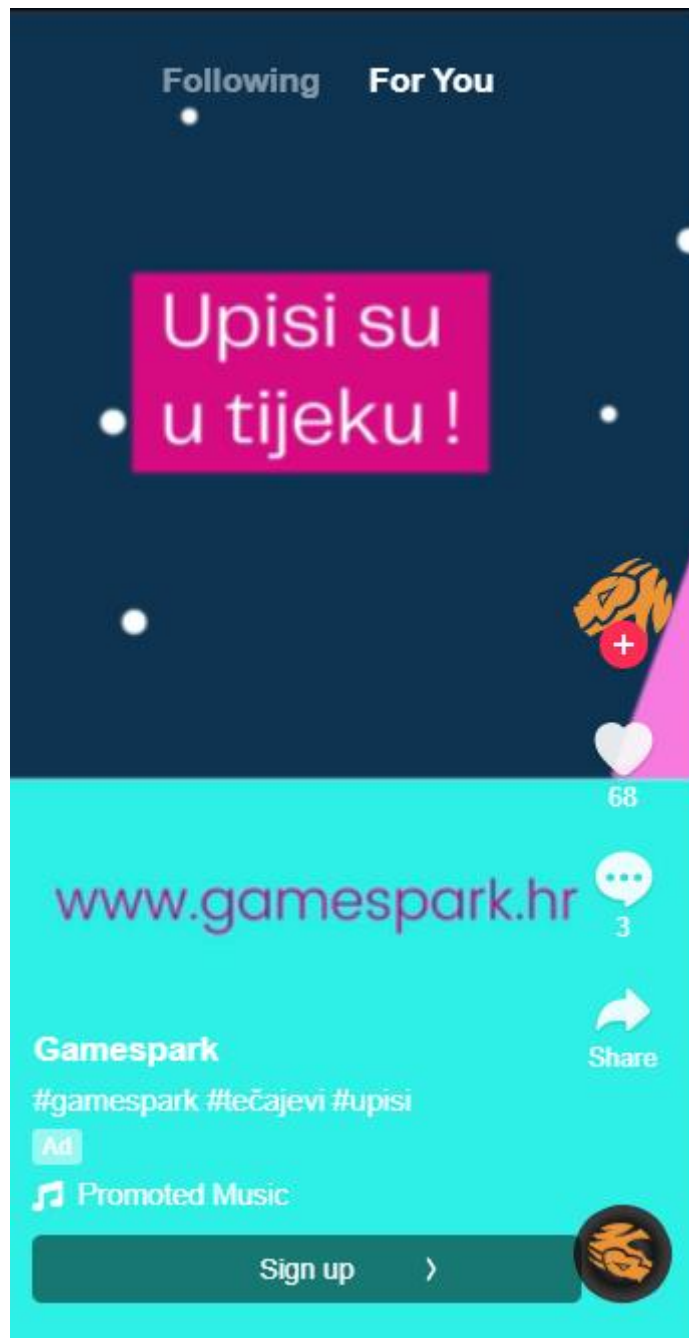 Following For You
Upisi su
u tijeku !
68
www.gamespark.hr
3
Gamespark
Share
#gamespark #tečajevi #upisi
Ad
Promoted Music
Sign up